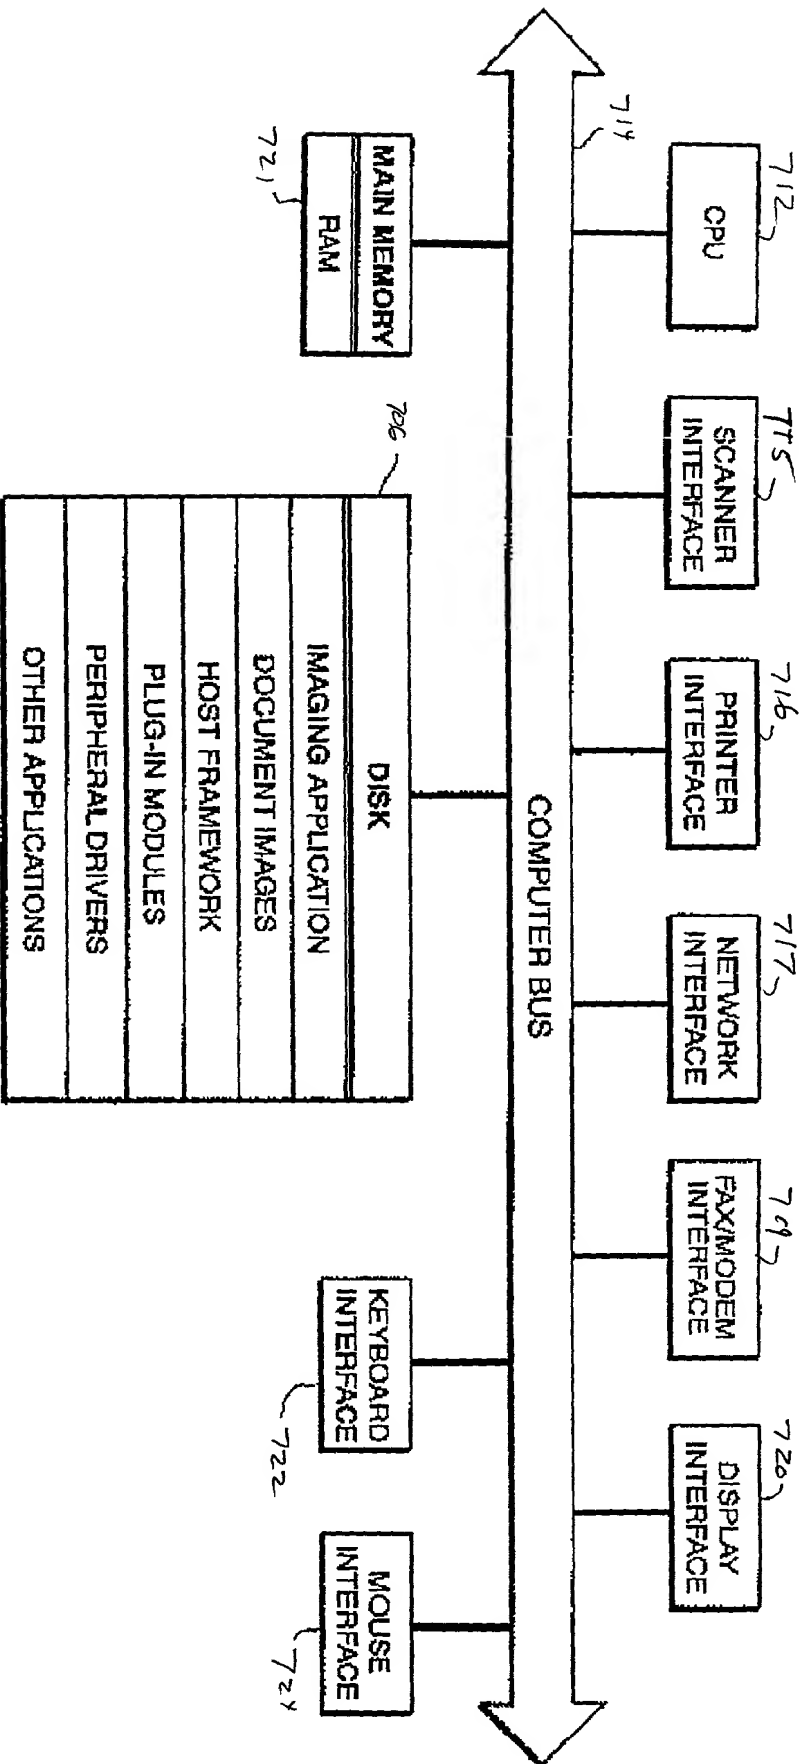 712
715
716
717
709
720
CPU
SCANNER
INTERFACE
PRINTER
INTERFACE
NETWORK
INTERFACE
FAX/MODEM
INTERFACE
DISPLAY
INTERFACE
714
COMPUTER BUS
MAIN MEMORY
RAM
721
706
DISK
IMAGING APPLICATION
DOCUMENT IMAGES
HOST FRAMEWORK
PLUG-IN MODULES
PERIPHERAL DRIVERS
OTHER APPLICATIONS
KEYBOARD
INTERFACE
722
MOUSE
INTERFACE
724